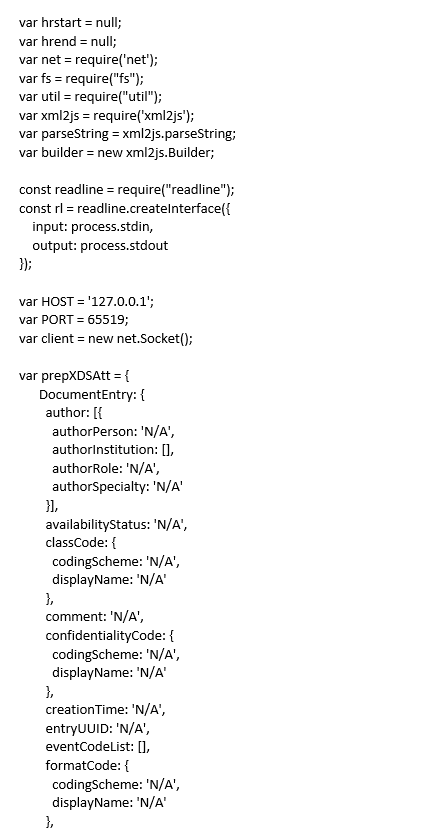 var hrstart = null;
var hrend = null;
var net = require('net');
var fs = require("fs");
var util = require("util");
var xml2js = require('xml2js');
var parseString = xml2js.parseString;
var builder = new xml2js.Builder;

const readline = require("readline");
const rl = readline.createInterface({
    input: process.stdin,
    output: process.stdout
});

var HOST = '127.0.0.1';
var PORT = 65519;
var client = new net.Socket();

var prepXDSAtt = {
      DocumentEntry: {
        author: [{
          authorPerson: 'N/A',
          authorInstitution: [],
          authorRole: 'N/A',
          authorSpecialty: 'N/A'
        }],
        availabilityStatus: 'N/A',
        classCode: {
          codingScheme: 'N/A',
          displayName: 'N/A'
        },
        comment: 'N/A',
        confidentialityCode: {
          codingScheme: 'N/A',
          displayName: 'N/A'
        },
        creationTime: 'N/A',
        entryUUID: 'N/A',
        eventCodeList: [],
        formatCode: {
          codingScheme: 'N/A',
          displayName: 'N/A'
        },